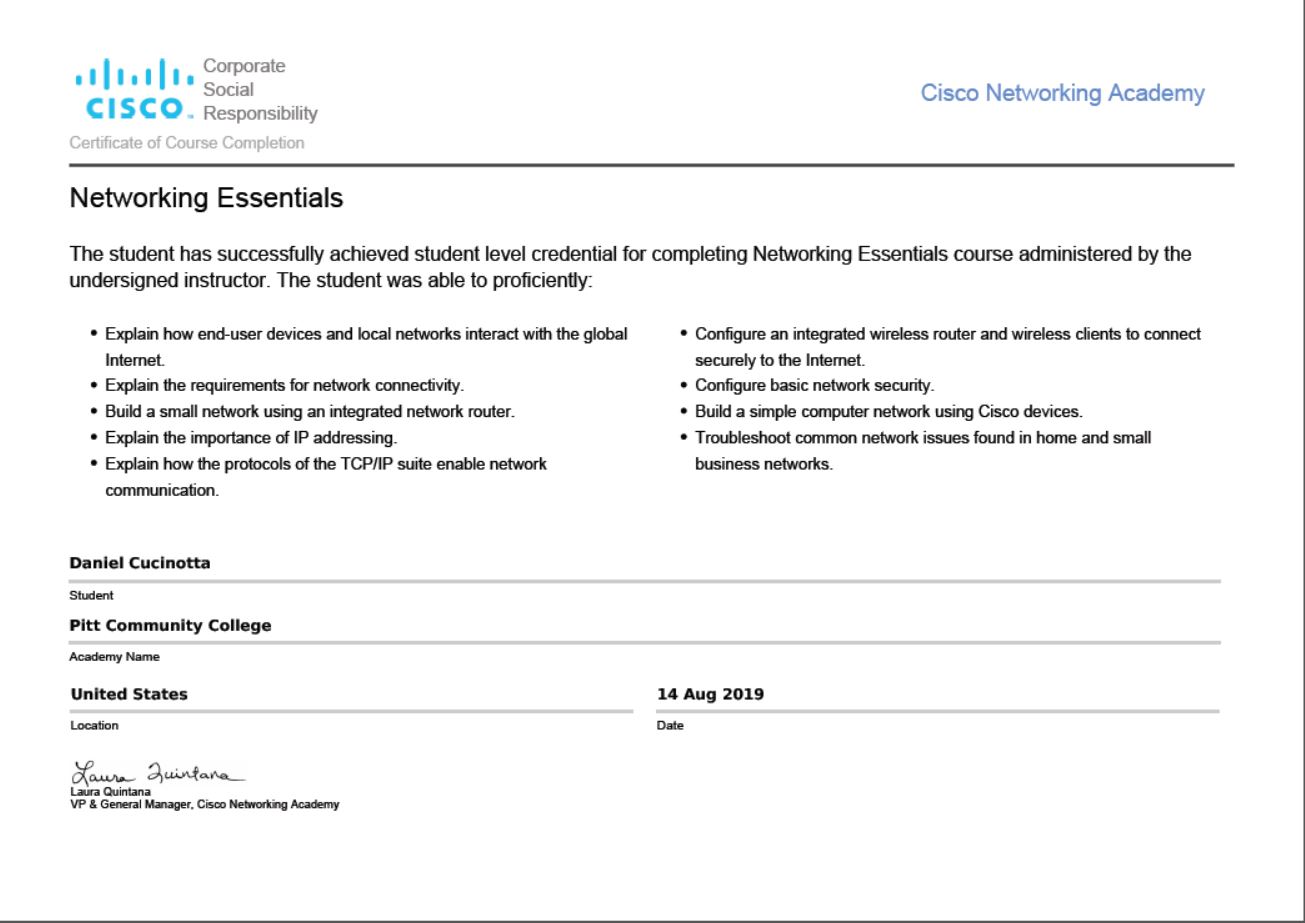 Corporate
Social
Responsibility
CISCO™
Cisco Networking Academy
Certificate of Course Completion
Networking Essentials
The student has successfully achieved student level credential for completing Networking Essentials course administered by the
undersigned instructor. The student was able to proficiently:
• Explain how end-user devices and local networks interact with the global
Internet.
• Explain the requirements for network connectivity.
• Build a small network using an integrated network router.
• Explain the importance of IP addressing.
• Explain how the protocols of the TCP/IP suite enable network
communication.
• Configure an integrated wireless router and wireless clients to connect
securely to the Internet.
• Configure basic network security.
• Build a simple computer network using Cisco devices.
• Troubleshoot common network issues found in home and small
business networks.
Daniel Cucinotta
Student
Pitt Community College
Academy Name
United States
Location
14 Aug 2019
Date
Laura Quintana
Laura Quintana
VP & General Manager, Cisco Networking Academy